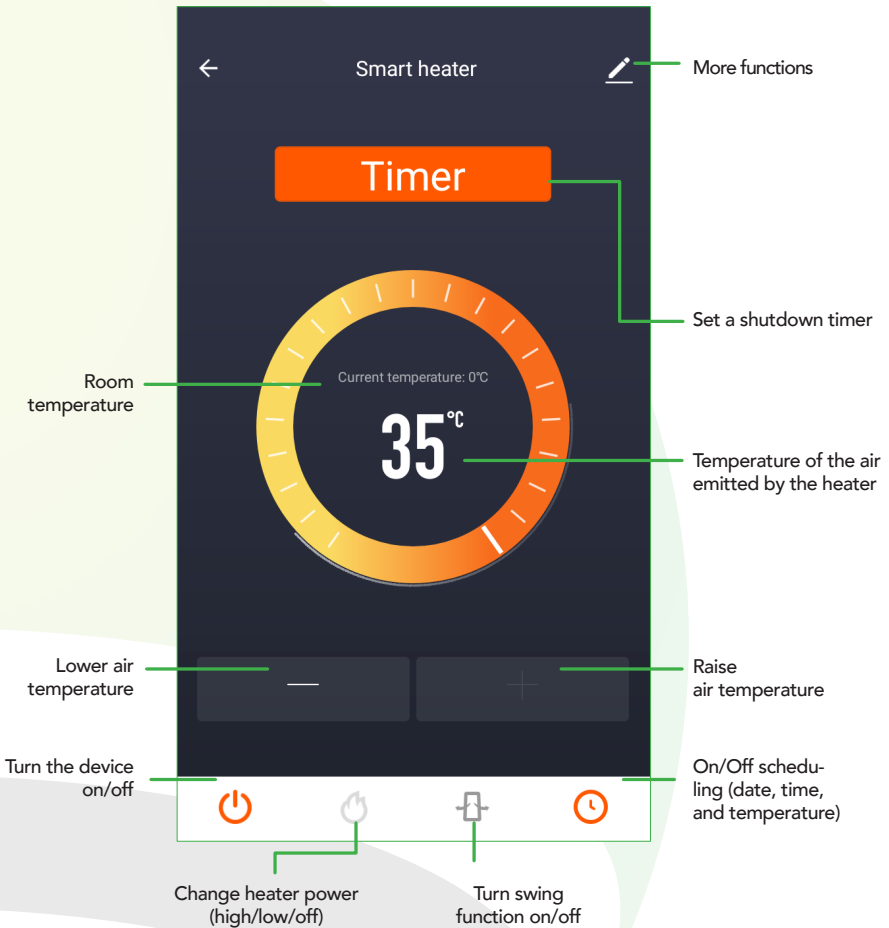 Smart heater
More functions
Timer
Set a shutdown timer
Room
temperature
Current temperature: 0°C
35°C
Temperature of the air
emitted by the heater
Lower air
temperature
—
+
Raise
air temperature
Turn the device
on/off
On/Off schedu-
ling (date, time,
and temperature)
Change heater power
(high/low/off)
Turn swing
function on/off